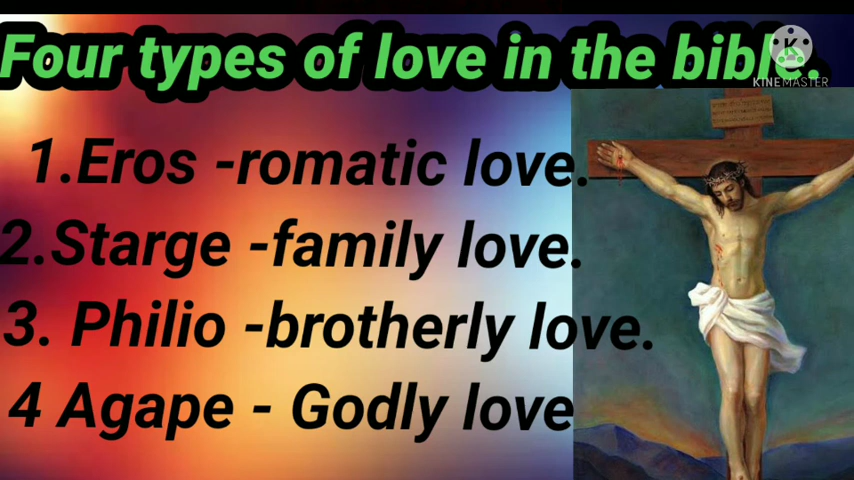 Four types of love in the bible.
KINEMASTER
1.Eros -romatic love.
2.Starge -family love.
3. Philio -brotherly love.
4 Agape - Godly love